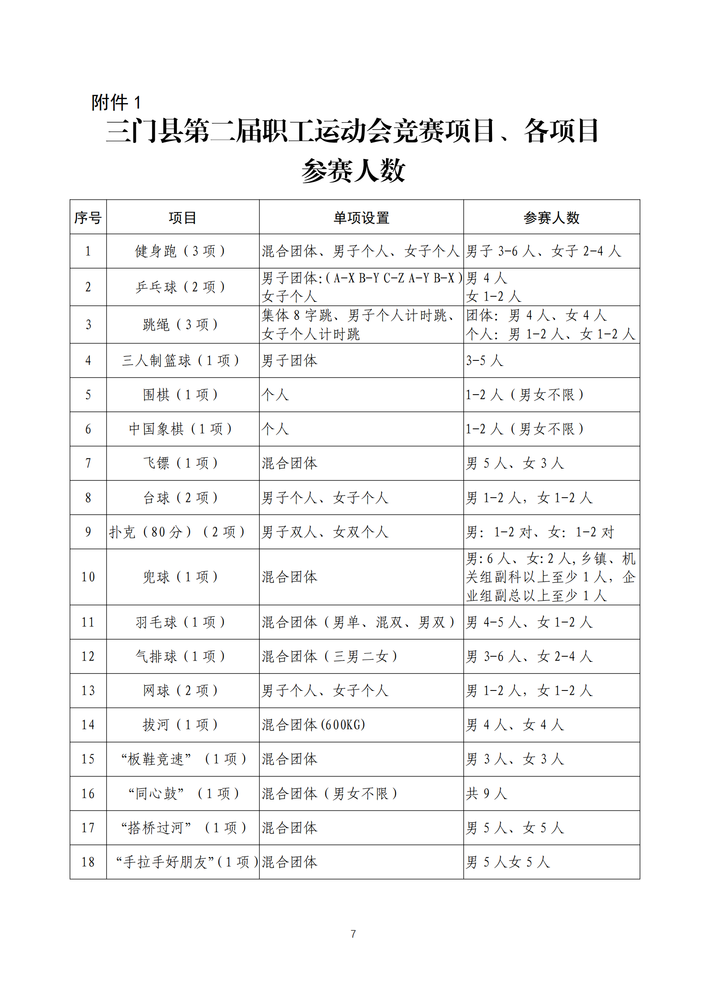 附件 1
三门县第二届职工运动会竞赛项目、各项目
参赛人数
序号 项目 单项设置 参赛人数
1 健身跑（3 项） 混合团体、男子个人、女子个人 男子 3-6 人、女子 2-4 人
2 乒乓球（2 项） 男子团体:（A-X B-Y C-Z A-Y B-X） 男 4 人
女子个人 女 1-2 人
3 跳绳（3 项） 集体 8 字跳、男子个人计时跳、 团体：男 4 人、女 4 人
女子个人计时跳 个人：男 1-2 人、女 1-2 人
4 三人制篮球（1 项） 男子团体 3-5 人
5 围棋（1 项） 个人 1-2 人（男女不限）
6 中国象棋（1 项） 个人 1-2 人（男女不限）
7 飞镖（1 项） 混合团体 男 5 人、女 3 人
8 台球（2 项） 男子个人、女子个人 男 1-2 人，女 1-2 人
9 扑克（80 分）（2 项） 男子双人、女双个人 男：1-2 对、女：1-2 对
10 兜球（1 项） 混合团体 男:6 人、女:2 人,乡镇、机
关组副科以上至少 1 人，企
业组副总以上至少 1 人
11 羽毛球（1 项） 混合团体（男单、混双、男双） 男 4-5 人、女 1-2 人
12 气排球（1 项） 混合团体（三男二女） 男 3-6 人、女 2-4 人
13 网球（2 项） 男子个人、女子个人 男 1-2 人，女 1-2 人
14 拔河（1 项） 混合团体(600KG) 男 4 人、女 4 人
15 “板鞋竞速”（1 项） 混合团体 男 3 人、女 3 人
16 “同心鼓”（1 项） 混合团体（男女不限） 共 9 人
17 “搭桥过河”（1 项） 混合团体 男 5 人、女 5 人
18 “手拉手好朋友”（1 项） 混合团体 男 5 人女 5 人
7